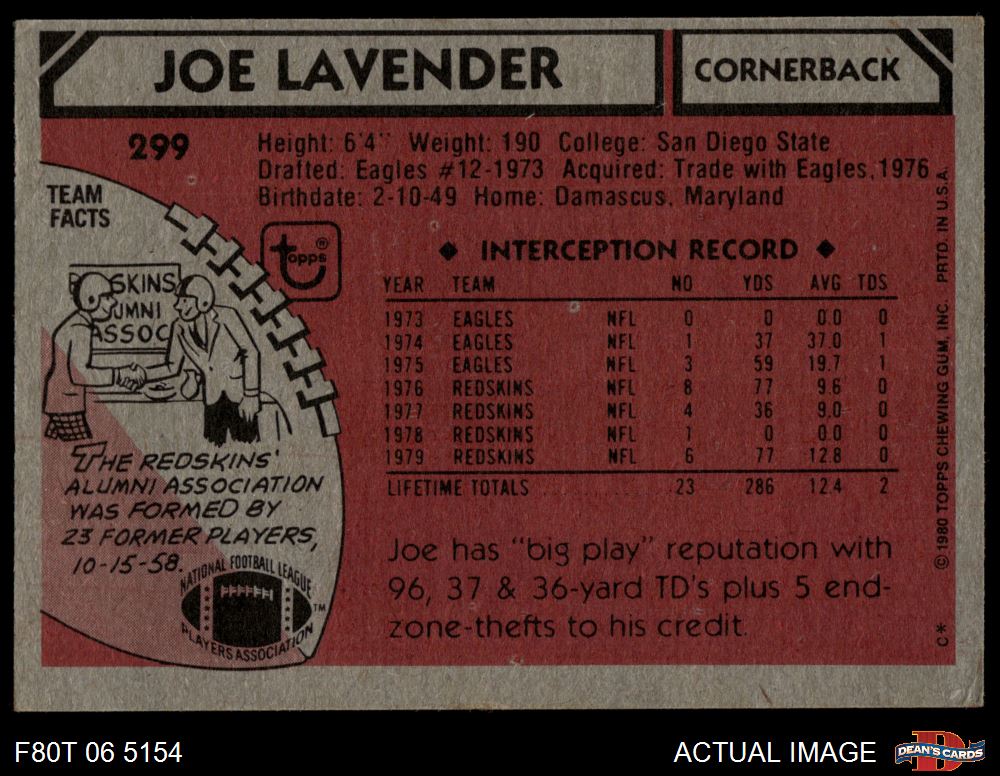 JOE LAVENDER
CORNERBACK
299
Height: 6'4" Weight: 190 College: San Diego State
Drafted: Eagles #12-1973 Acquired: Trade with Eagles, 1976
Birthdate: 2-10-49 Home: Damascus, Maryland
TEAM
FACTS
topps®
SKINS
UMNI
ASSOC
THE REDSKINS'
ALUMNI ASSOCIATION
WAS FORMED BY
23 FORMER PLAYERS,
10-15-58.
NATIONAL FOOTBALL LEAGUE
PLAYERS ASSOCIATION
TM
◆ INTERCEPTION RECORD ◆
YEAR TEAM NO YDS AVG TDS
1973 EAGLES NFL 0 0 0.0 0
1974 EAGLES NFL 1 37 37.0 1
1975 EAGLES NFL 3 59 19.7 1
1976 REDSKINS NFL 8 77 9.6 0
1977 REDSKINS NFL 4 36 9.0 0
1978 REDSKINS NFL 1 0 0.0 0
1979 REDSKINS NFL 6 77 12.8 0
LIFETIME TOTALS 23 286 12.4 2
Joe has "big play" reputation with
96, 37 & 36-yard TD's plus 5 end-
zone-thefts to his credit.
C* © 1980 TOPPS CHEWING GUM, INC. PRTD. IN U.S.A.
F80T 06 5154
ACTUAL IMAGE
D
DEAN'S CARDS